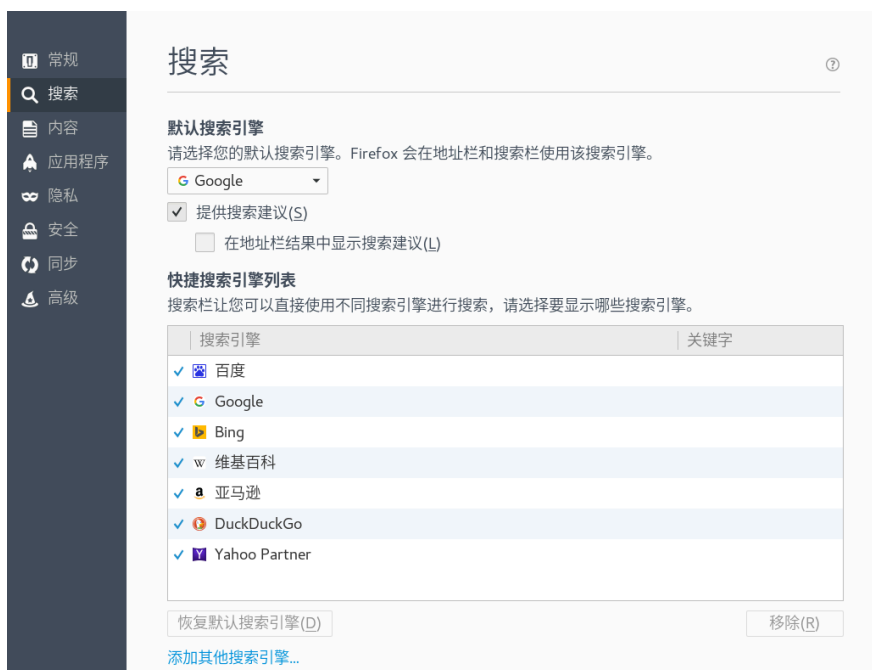 常规
搜索
内容
应用程序
隐私
安全
同步
高级
搜索
?
默认搜索引擎
请选择您的默认搜索引擎。Firefox 会在地址栏和搜索栏使用该搜索引擎。
G Google
提供搜索建议(S)
在地址栏结果中显示搜索建议(L)
快捷搜索引擎列表
搜索栏让您可以直接使用不同搜索引擎进行搜索，请选择要显示哪些搜索引擎。
搜索引擎 关键字
百度
G Google
b Bing
W 维基百科
a 亚马逊
DuckDuckGo
Y Yahoo Partner
恢复默认搜索引擎(D) 移除(R)
添加其他搜索引擎...